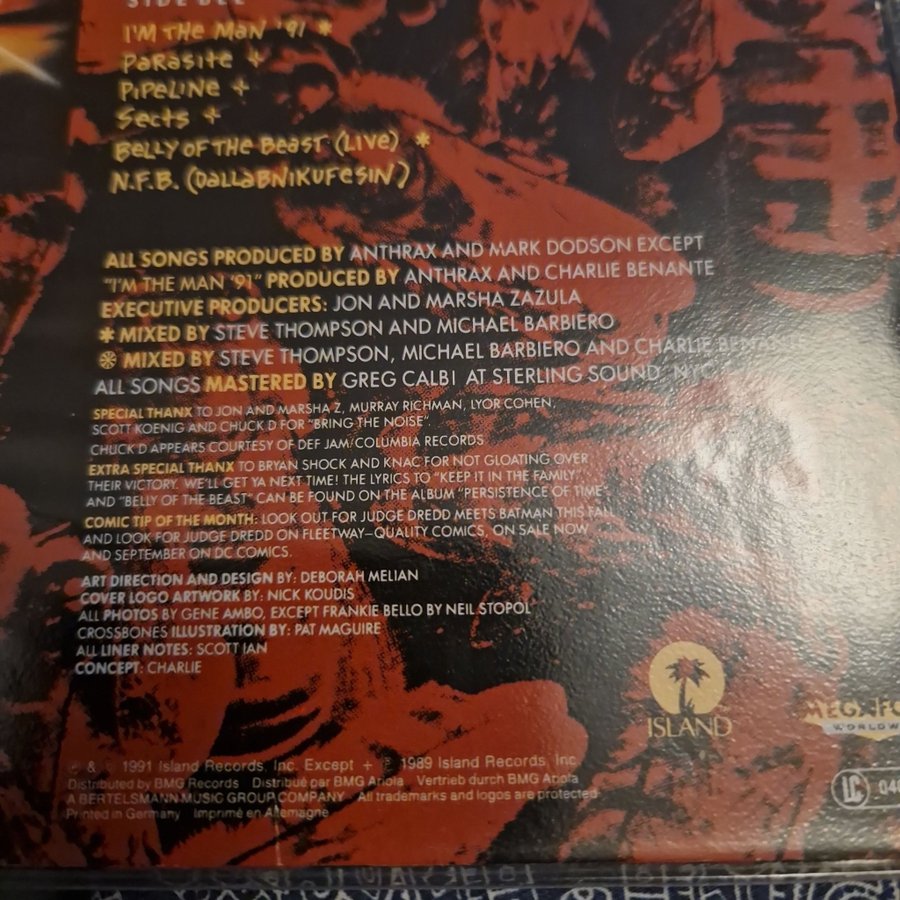 SIDE DEE
I'M THE MAN '91 *
PARASITE +
PIPELINE +
SECTS +
BELLY OF THE BEAST (LIVE) *
N.F.B. (DALLABNIKUFESIN)
ALL SONGS PRODUCED BY ANTHRAX AND MARK DODSON EXCEPT
"I'M THE MAN '91" PRODUCED BY ANTHRAX AND CHARLIE BENANTE
EXECUTIVE PRODUCERS: JON AND MARSHA ZAZULA
✱ MIXED BY STEVE THOMPSON AND MICHAEL BARBIERO
❊ MIXED BY STEVE THOMPSON, MICHAEL BARBIERO AND CHARLIE BENANTE
ALL SONGS MASTERED BY GREG CALBI AT STERLING SOUND, NYC
SPECIAL THANX TO JON AND MARSHA Z, MURRAY RICHMAN, LYOR COHEN,
SCOTT KOENIG AND CHUCK D FOR "BRING THE NOISE".
CHUCK D APPEARS COURTESY OF DEF JAM/COLUMBIA RECORDS
EXTRA SPECIAL THANX TO BRYAN SHOCK AND KNAC FOR NOT GLOATING OVER
THEIR VICTORY. WE'LL GET YA NEXT TIME! THE LYRICS TO "KEEP IT IN THE FAMILY"
AND "BELLY OF THE BEAST" CAN BE FOUND ON THE ALBUM "PERSISTENCE OF TIME"
COMIC TIP OF THE MONTH: LOOK OUT FOR JUDGE DREDD MEETS BATMAN THIS FALL
AND LOOK FOR JUDGE DREDD ON FLEETWAY-QUALITY COMICS, ON SALE NOW
AND SEPTEMBER ON DC COMICS.
ART DIRECTION AND DESIGN BY: DEBORAH MELIAN
COVER LOGO ARTWORK BY: NICK KOUDIS
ALL PHOTOS BY GENE AMBO, EXCEPT FRANKIE BELLO BY NEIL STOPOL
CROSSBONES ILLUSTRATION BY: PAT MAGUIRE
ALL LINER NOTES: SCOTT IAN
CONCEPT: CHARLIE
ISLAND
MEGAFO
WORLDW
℗ & © 1991 Island Records, Inc. Except + ℗ 1989 Island Records, Inc.
Distributed by BMG Records Distribué par BMG Ariola Vertrieb durch BMG Ariola
A BERTELSMANN MUSIC GROUP COMPANY All trademarks and logos are protected
Printed in Germany Imprimé en Allemagne
LC 040